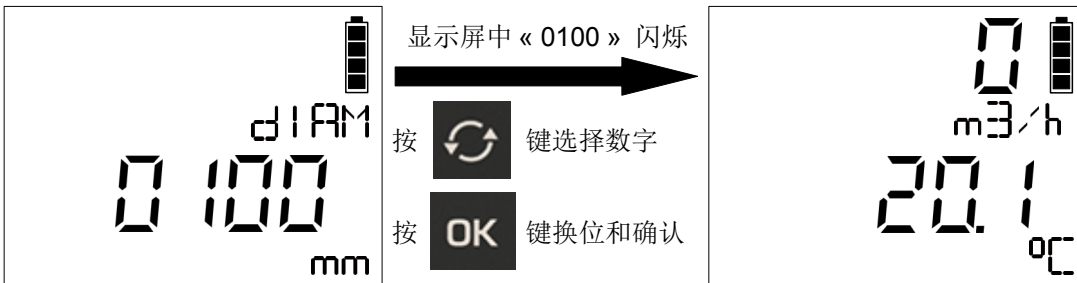 dIAM
0100
mm
显示屏中 « 0100 » 闪烁
按 键选择数字
按 OK 键换位和确认
0
m3/h
20.1
°C